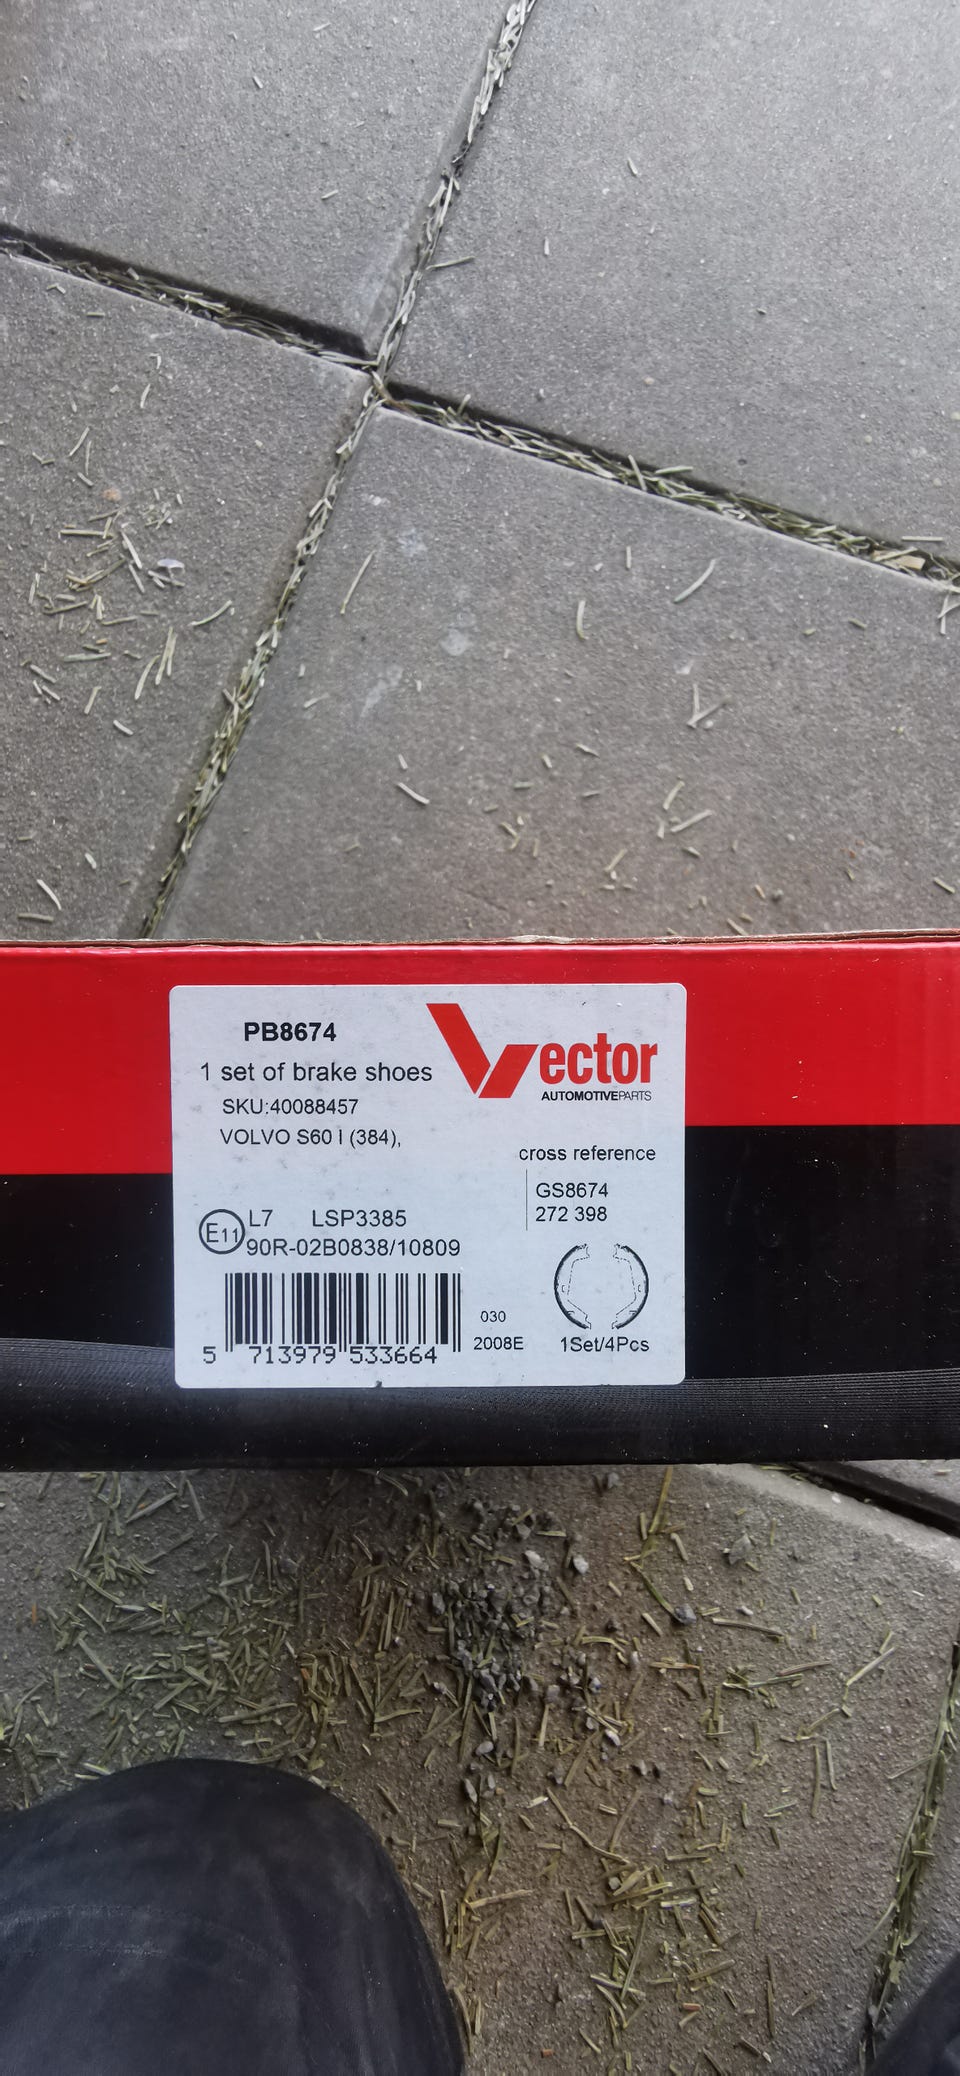 PB8674
1 set of brake shoes
SKU:40088457
VOLVO S60 I (384),
Vector
AUTOMOTIVEPARTS
cross reference
GS8674
272 398
E11
L7 LSP3385
90R-02B0838/10809
5 713979 533664
030
2008E
1Set/4Pcs